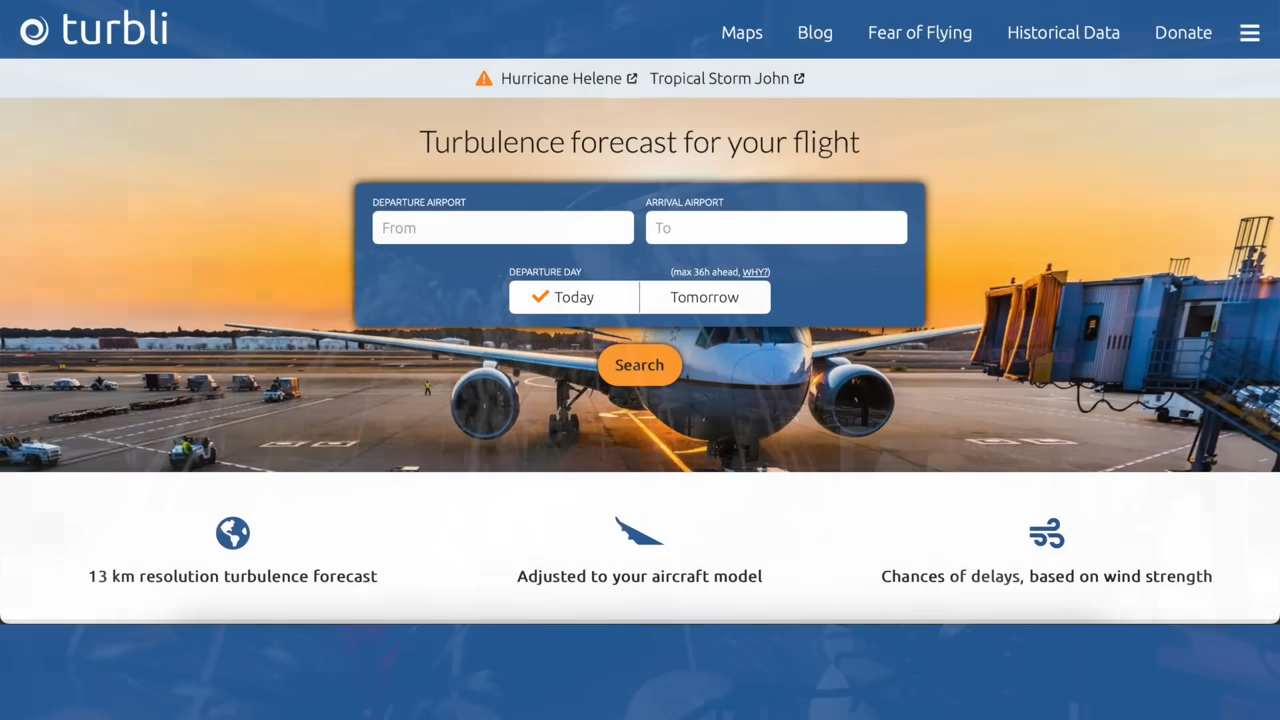 turbli
Maps Blog Fear of Flying Historical Data Donate
Hurricane Helene Tropical Storm John
Turbulence forecast for your flight
DEPARTURE AIRPORT ARRIVAL AIRPORT
From To
DEPARTURE DAY (max 36h ahead, WHY?)
Today Tomorrow
Search
13 km resolution turbulence forecast
Adjusted to your aircraft model
Chances of delays, based on wind strength